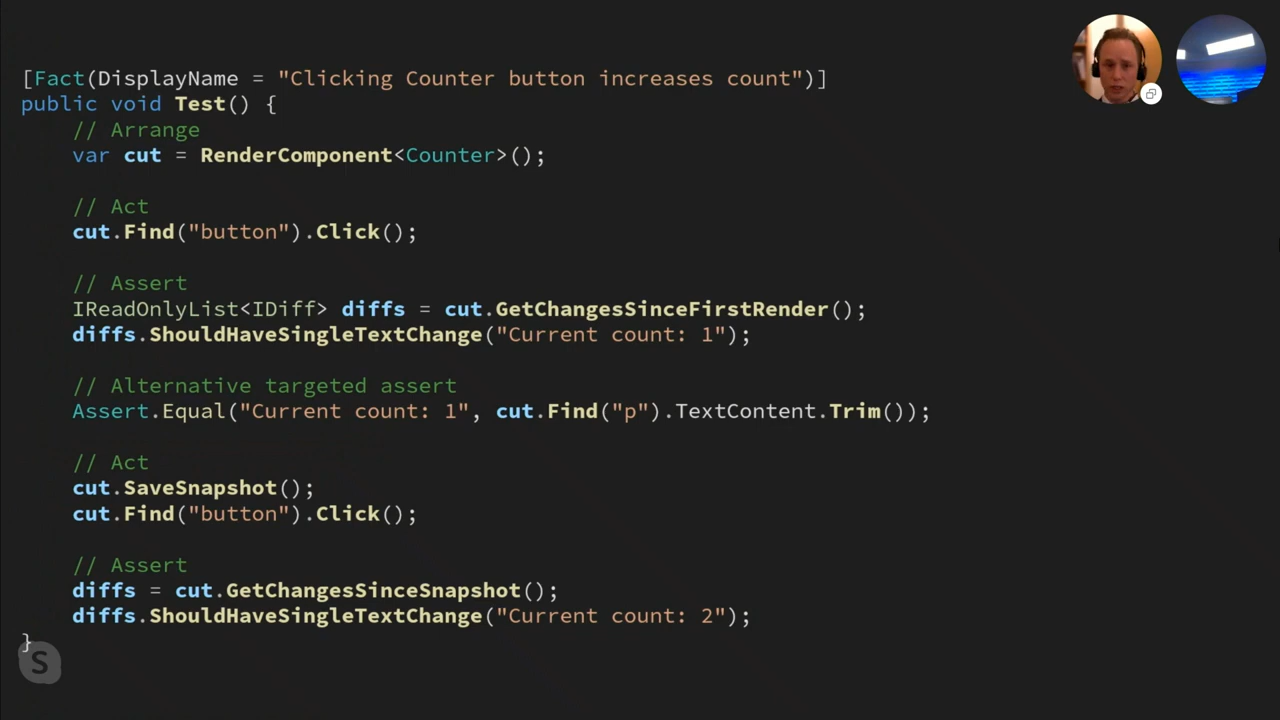 [Fact(DisplayName = "Clicking Counter button increases count")]
public void Test() {
// Arrange
var cut = RenderComponent<Counter>();
// Act
cut.Find("button").Click();
// Assert
IReadOnlyList<IDiff> diffs = cut.GetChangesSinceFirstRender();
diffs.ShouldHaveSingleTextChange("Current count: 1");
// Alternative targeted assert
Assert.Equal("Current count: 1", cut.Find("p").TextContent.Trim());
// Act
cut.SaveSnapshot();
cut.Find("button").Click();
// Assert
diffs = cut.GetChangesSinceSnapshot();
diffs.ShouldHaveSingleTextChange("Current count: 2");
}
S